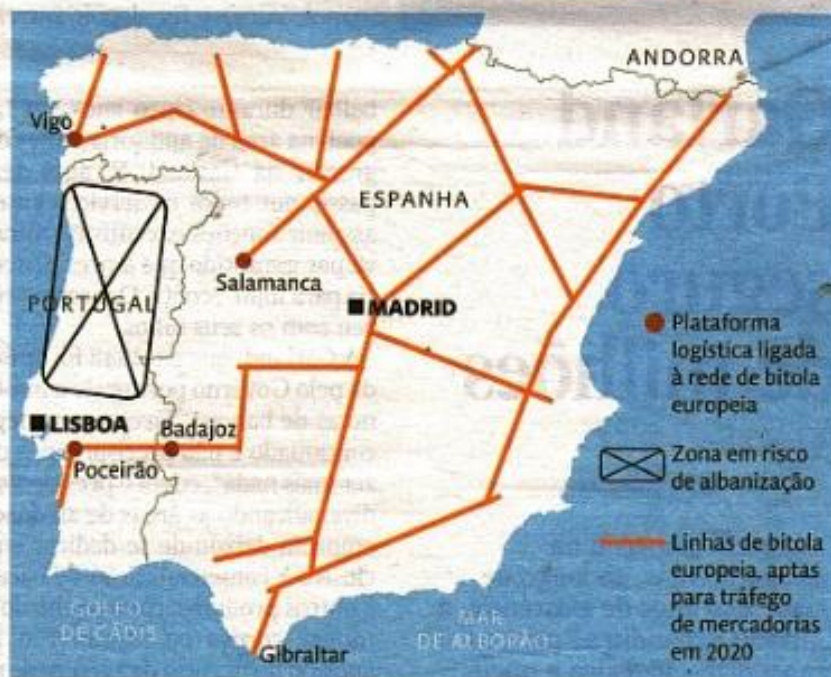 ANDORRA
Vigo
ESPANHA
Salamanca
PORTUGAL
MADRID
LISBOA
Badajoz
Poceirão
GOLFO
DE CÁDIS
MAR
DE ALBORÃO
Gibraltar
Plataforma
logística ligada
à rede de bitola
europeia
Zona em risco
de albanização
Linhas de bitola
europeia, aptas
para tráfego
de mercadorias
em 2020